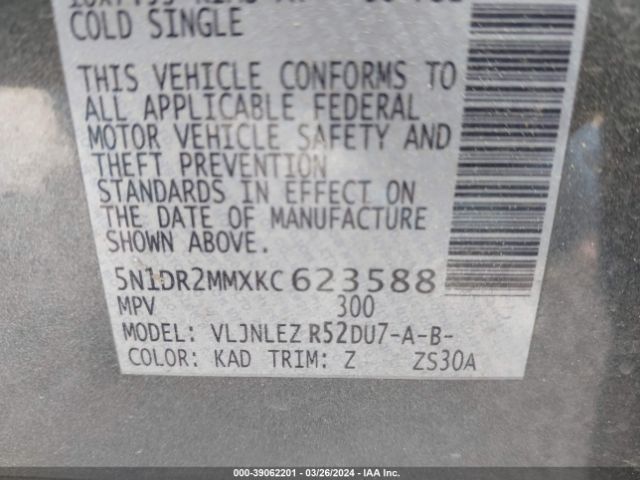 COLD SINGLE
THIS VEHICLE CONFORMS TO
ALL APPLICABLE FEDERAL
MOTOR VEHICLE SAFETY AND
THEFT PREVENTION
STANDARDS IN EFFECT ON
THE DATE OF MANUFACTURE
SHOWN ABOVE.
5N1DR2MMXKC 623588
MPV 300
MODEL: VLJNLEZ R52DU7-A-B-
COLOR: KAD TRIM: Z ZS30A
000-39062201 | 03/26/2024 | IAA Inc.